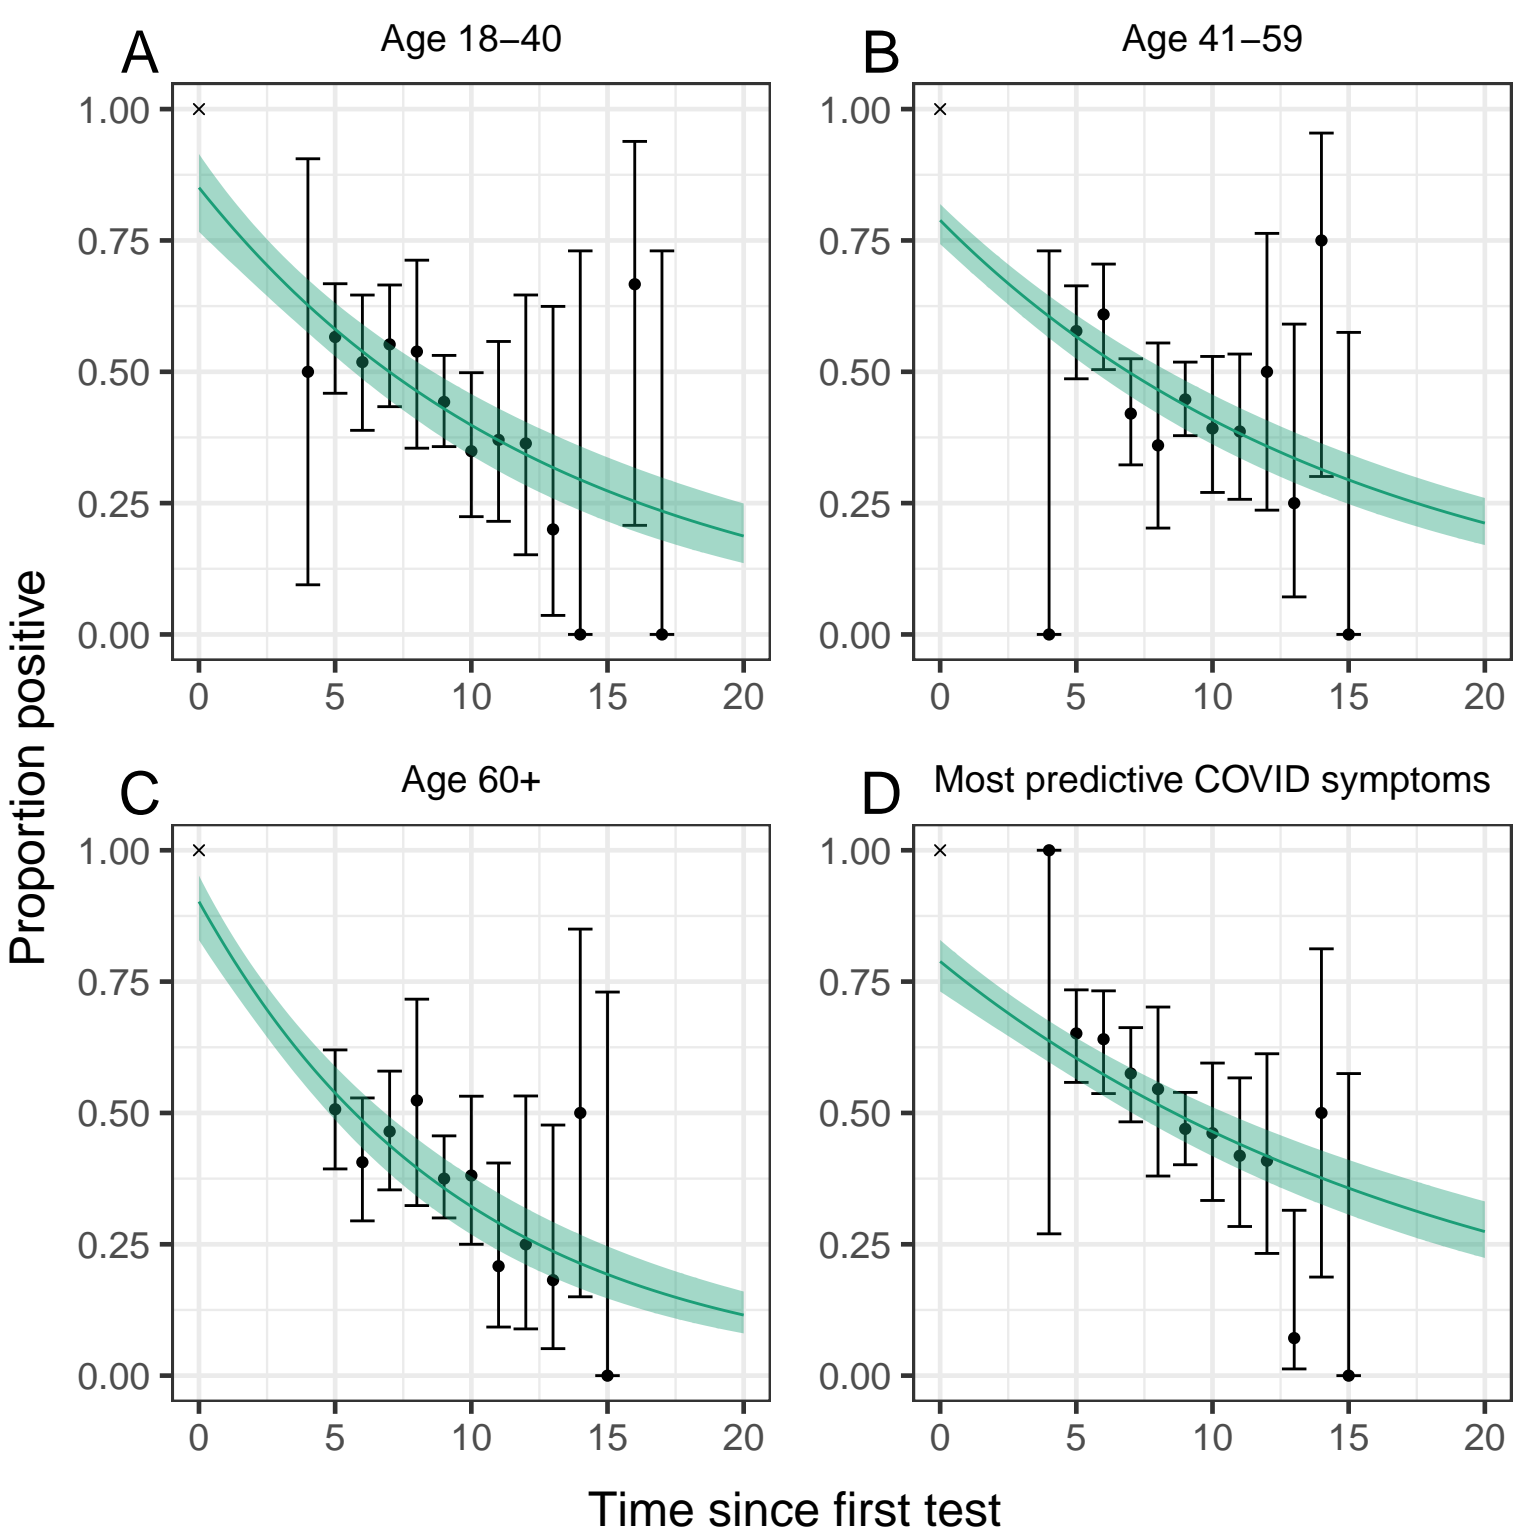 A
Age 18–40
B
Age 41–59
1.00
0.75
0.50
0.25
0.00
0 5 10 15 20
1.00
0.75
0.50
0.25
0.00
0 5 10 15 20
C
Age 60+
D
Most predictive COVID symptoms
1.00
0.75
0.50
0.25
0.00
0 5 10 15 20
1.00
0.75
0.50
0.25
0.00
0 5 10 15 20
Proportion positive
Time since first test